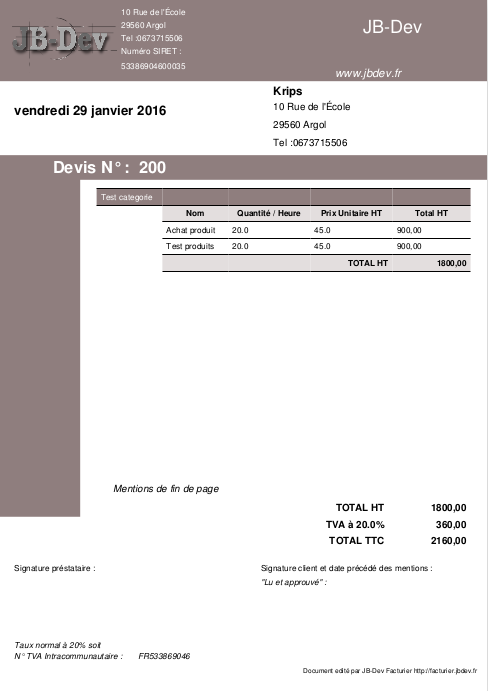 JB-Dev
10 Rue de l'École
29560 Argol
Tel :0673715506
Numéro SIRET :
53386904600035
JB-Dev
www.jbdev.fr
vendredi 29 janvier 2016
Krips
10 Rue de l'École
29560 Argol
Tel :0673715506
Devis N° : 200
Test categorie
Nom Quantité / Heure Prix Unitaire HT Total HT
Achat produit 20.0 45.0 900,00
Test produits 20.0 45.0 900,00
TOTAL HT 1800,00
Mentions de fin de page
TOTAL HT 1800,00
TVA à 20.0% 360,00
TOTAL TTC 2160,00
Signature préstataire :
Signature client et date précédé des mentions :
"Lu et approuvé" :
Taux normal à 20% soit
N° TVA Intracommunautaire : FR533869046
Document edité par JB-Dev Facturier http://facturier.jbdev.fr